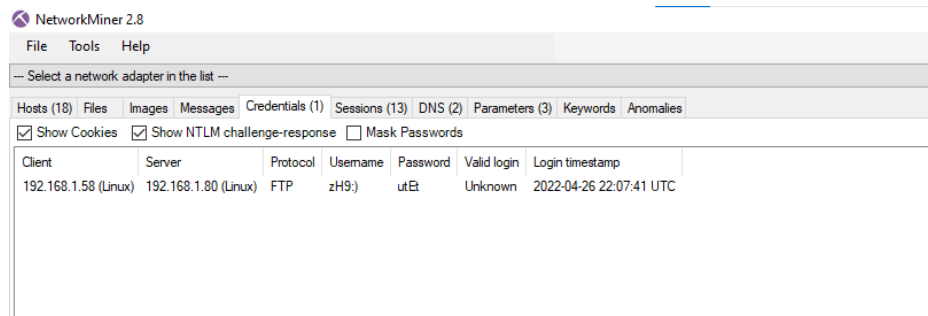 NetworkMiner 2.8
File Tools Help
--- Select a network adapter in the list ---
Hosts (18) Files Images Messages Credentials (1) Sessions (13) DNS (2) Parameters (3) Keywords Anomalies
Show Cookies Show NTLM challenge-response Mask Passwords
Client Server Protocol Username Password Valid login Login timestamp
192.168.1.58 (Linux) 192.168.1.80 (Linux) FTP zH9:) utEt Unknown 2022-04-26 22:07:41 UTC